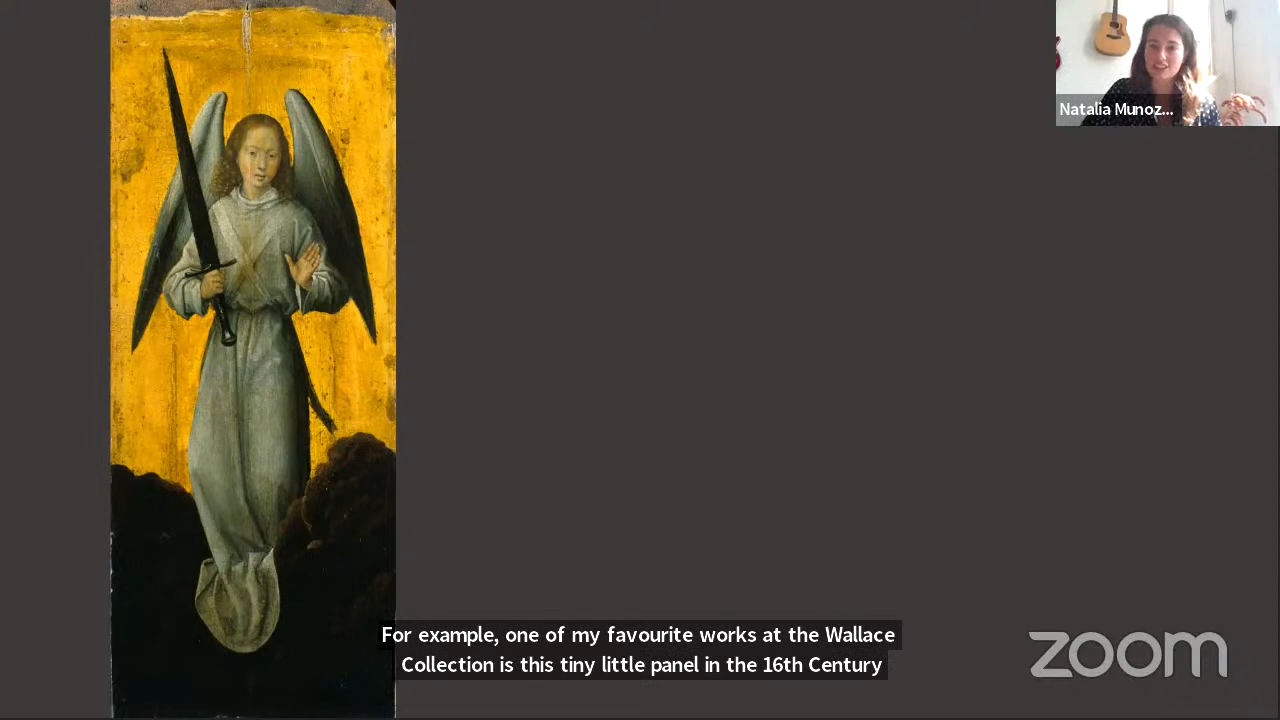 Natalia Munoz...
For example, one of my favourite works at the Wallace
Collection is this tiny little panel in the 16th Century
zoom